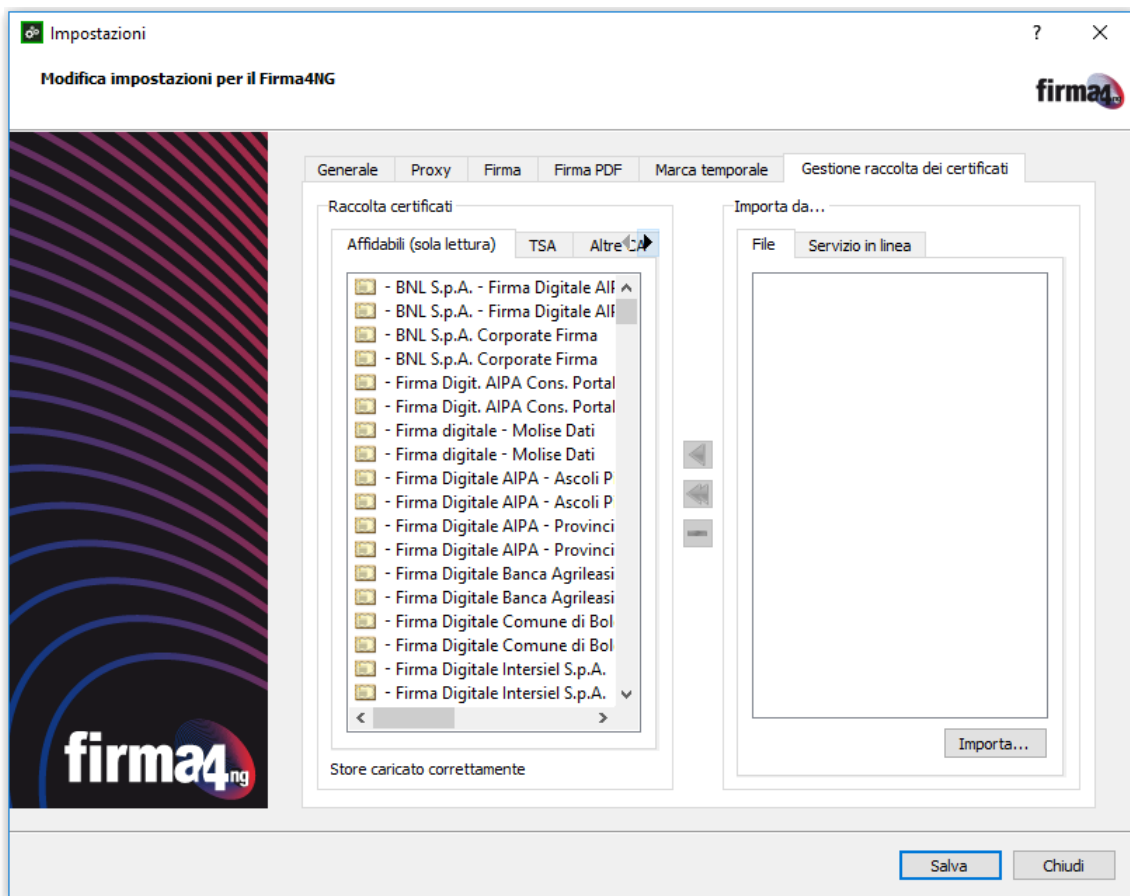 Impostazioni
?
Modifica impostazioni per il Firma4NG
firma4ng
Generale Proxy Firma Firma PDF Marca temporale Gestione raccolta dei certificati
Raccolta certificati
Affidabili (sola lettura) TSA Altre CA
- BNL S.p.A. - Firma Digitale AIP
- BNL S.p.A. - Firma Digitale AIP
- BNL S.p.A. Corporate Firma
- BNL S.p.A. Corporate Firma
- Firma Digit. AIPA Cons. Portal
- Firma Digit. AIPA Cons. Portal
- Firma digitale - Molise Dati
- Firma digitale - Molise Dati
- Firma Digitale AIPA - Ascoli P
- Firma Digitale AIPA - Ascoli P
- Firma Digitale AIPA - Provinci
- Firma Digitale AIPA - Provinci
- Firma Digitale Banca Agrileasi
- Firma Digitale Banca Agrileasi
- Firma Digitale Comune di Bol
- Firma Digitale Comune di Bol
- Firma Digitale Intersiel S.p.A.
- Firma Digitale Intersiel S.p.A.
Store caricato correttamente
Importa da...
File Servizio in linea
Importa...
firma4ng
Salva Chiudi